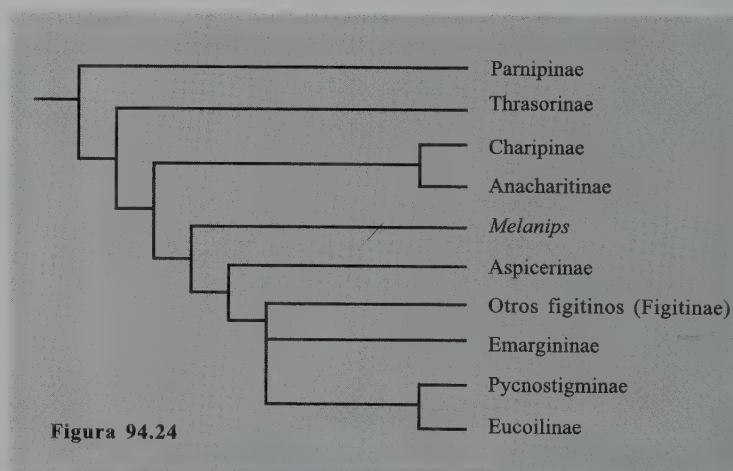 Parnipinae
Thrasorinae
Charipinae
Anacharitinae
Melanips
Aspicerinae
Otros figitinos (Figitinae)
Emargininae
Pycnostigminae
Eucoilinae
Figura 94.24